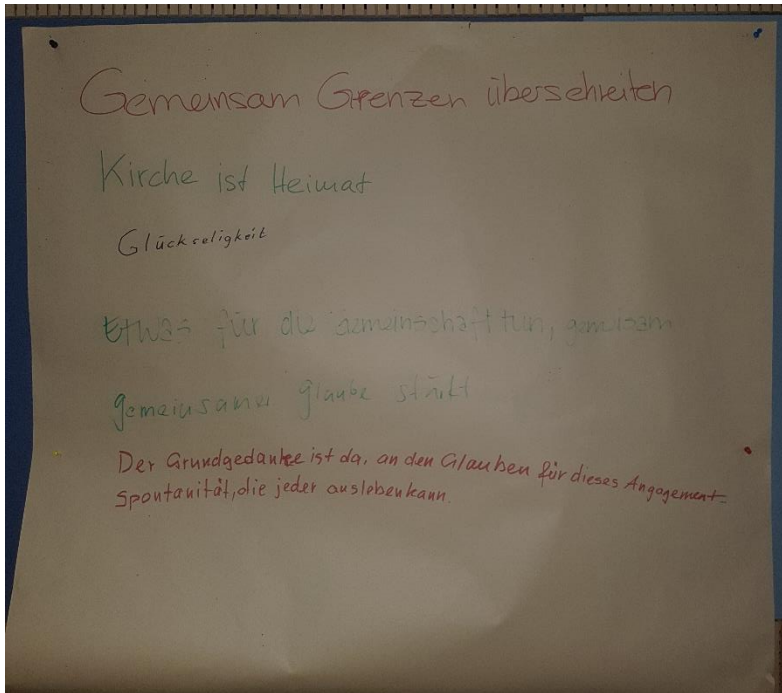 Gemeinsam Grenzen überschreiten
Kirche ist Heimat
Glückseligkeit
Etwas für die Gemeinschaft tun, gemeisam
gemeinsamer glaube stärkt
Der Grundgedanke ist da, an den Glauben für dieses Angagement-
Spontanität, die jeder ausleben kann.